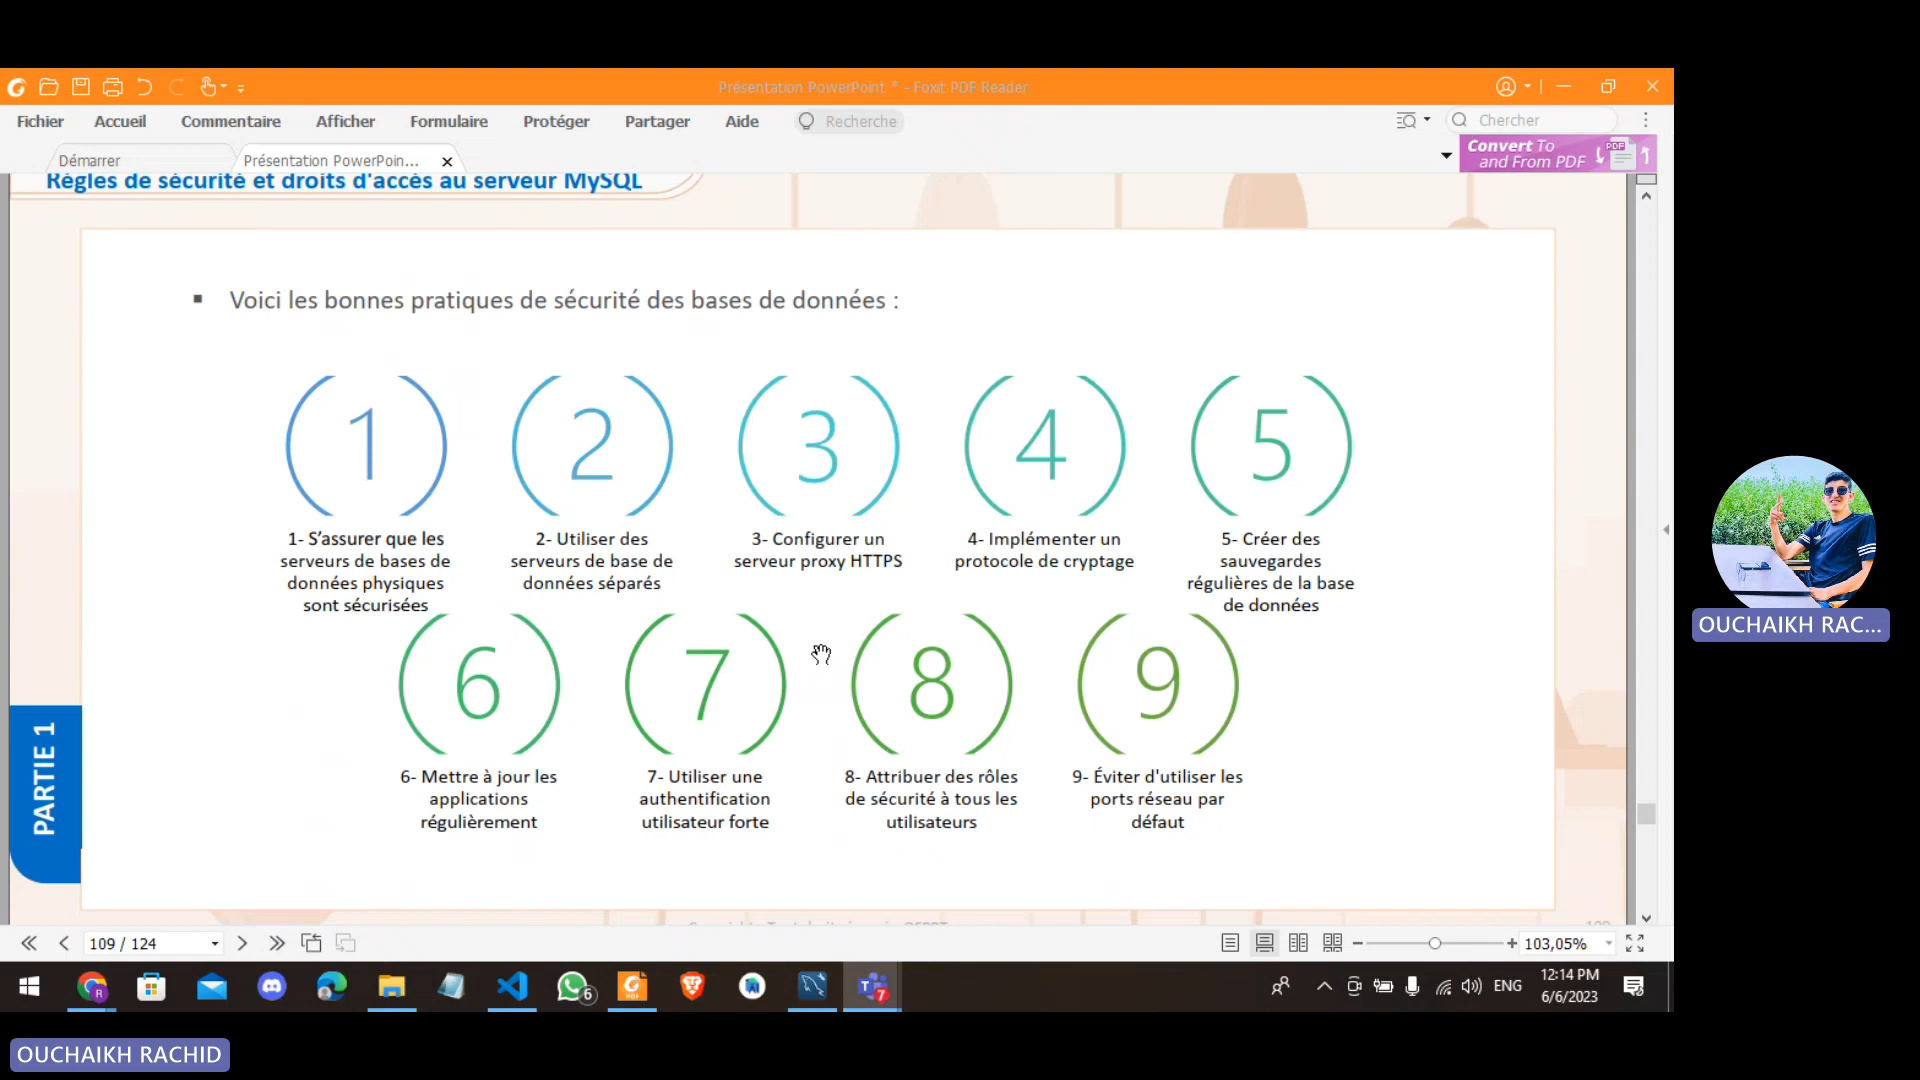 Présentation PowerPoint * - Foxit PDF Reader
Fichier Accueil Commentaire Afficher Formulaire Protéger Partager Aide Recherche Chercher
Démarrer Présentation PowerPoin...
Convert To
and From PDF
PDF
Règles de sécurité et droits d'accès au serveur MySQL
Voici les bonnes pratiques de sécurité des bases de données :
1 2 3 4 5
1- S'assurer que les
serveurs de bases de
données physiques
sont sécurisées
2- Utiliser des
serveurs de base de
données séparés
3- Configurer un
serveur proxy HTTPS
4- Implémenter un
protocole de cryptage
5- Créer des
sauvegardes
régulières de la base
de données
6 7 8 9
6- Mettre à jour les
applications
régulièrement
7- Utiliser une
authentification
utilisateur forte
8- Attribuer des rôles
de sécurité à tous les
utilisateurs
9- Éviter d'utiliser les
ports réseau par
défaut
PARTIE 1
109 / 124
103,05%
R
6
7
ENG
12:14 PM
6/6/2023
OUCHAIKH RAC...
OUCHAIKH RACHID